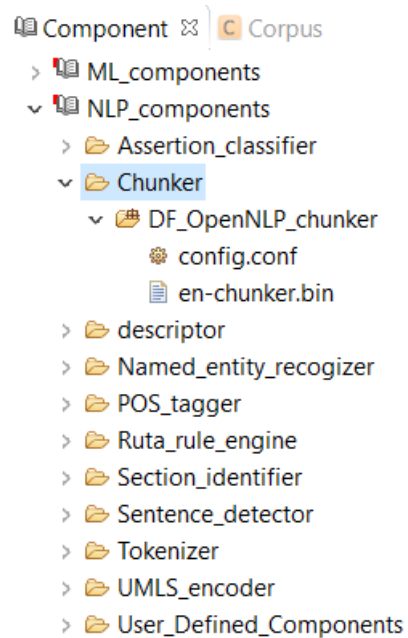 Component C Corpus
ML_components
NLP_components
Assertion_classifier
Chunker
DF_OpenNLP_chunker
config.conf
en-chunker.bin
descriptor
Named_entity_recogizer
POS_tagger
Ruta_rule_engine
Section_identifier
Sentence_detector
Tokenizer
UMLS_encoder
User_Defined_Components